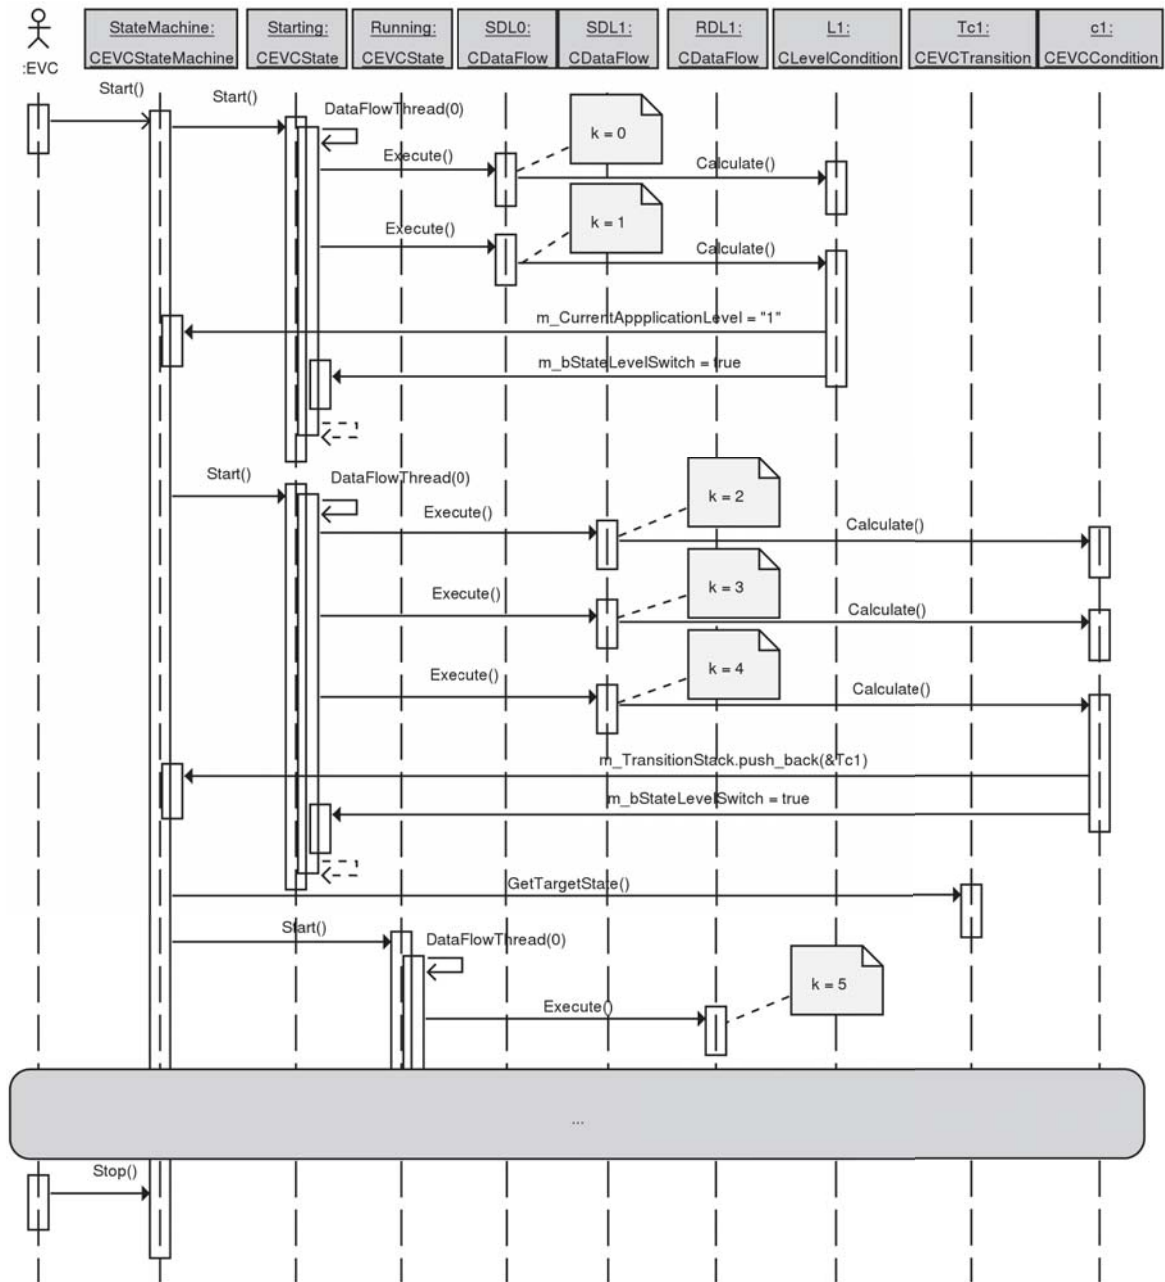 :EVC
StateMachine:
CEVCStateMachine
Starting:
CEVCState
Running:
CEVCState
SDL0:
CDataFlow
SDL1:
CDataFlow
RDL1:
CDataFlow
L1:
CLevelCondition
Tc1:
CEVCTransition
c1:
CEVCCondition
Start()
Start()
DataFlowThread(0)
k = 0
Execute()
Calculate()
k = 1
Execute()
Calculate()
m_CurrentAppplicationLevel = "1"
m_bStateLevelSwitch = true
Start()
DataFlowThread(0)
k = 2
Execute()
Calculate()
k = 3
Execute()
Calculate()
k = 4
Execute()
Calculate()
m_TransitionStack.push_back(&Tc1)
m_bStateLevelSwitch = true
GetTargetState()
Start()
DataFlowThread(0)
k = 5
Execute()
...
Stop()